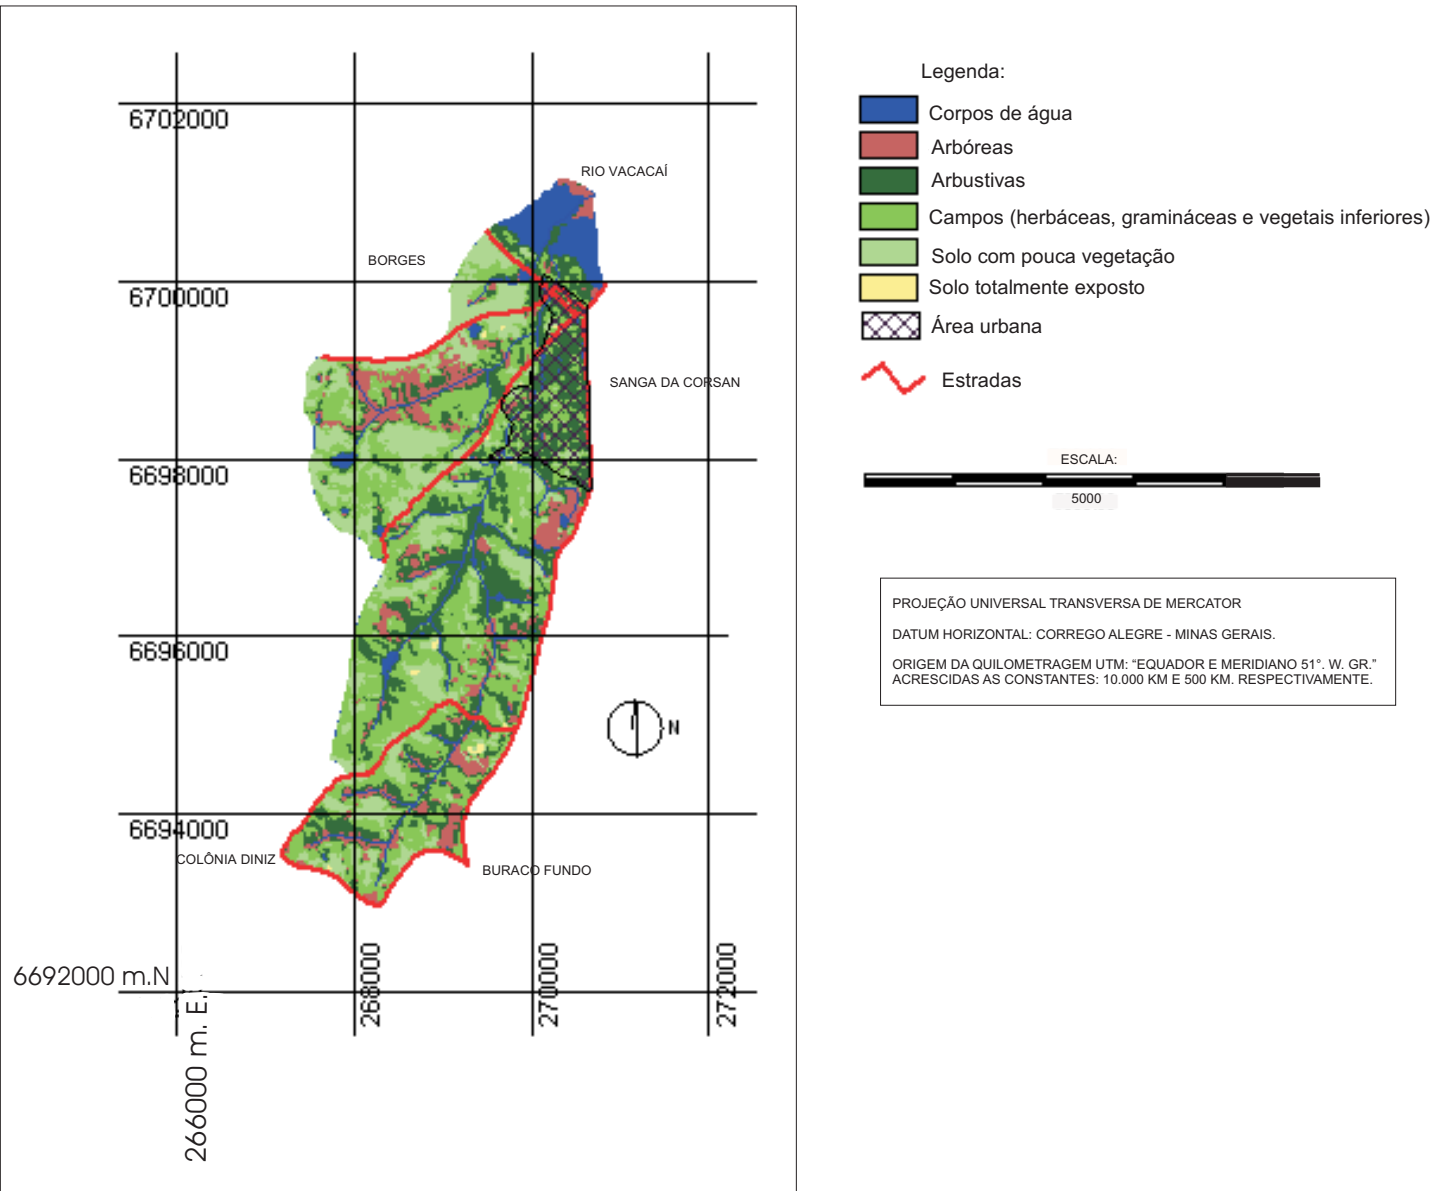 6702000
RIO VACACAÍ
BORGES
6700000
SANGA DA CORSAN
6698000
6696000
N
6694000
COLÔNIA DINIZ
BURACO FUNDO
6692000 m.N
266000 m. E.
268000
270000
272000
Legenda:
Corpos de água
Arbóreas
Arbustivas
Campos (herbáceas, gramináceas e vegetais inferiores)
Solo com pouca vegetação
Solo totalmente exposto
Área urbana
Estradas
ESCALA:
5000
PROJEÇÃO UNIVERSAL TRANSVERSA DE MERCATOR
DATUM HORIZONTAL: CORREGO ALEGRE - MINAS GERAIS.
ORIGEM DA QUILOMETRAGEM UTM: “EQUADOR E MERIDIANO 51°. W. GR.”
ACRESCIDAS AS CONSTANTES: 10.000 KM E 500 KM. RESPECTIVAMENTE.